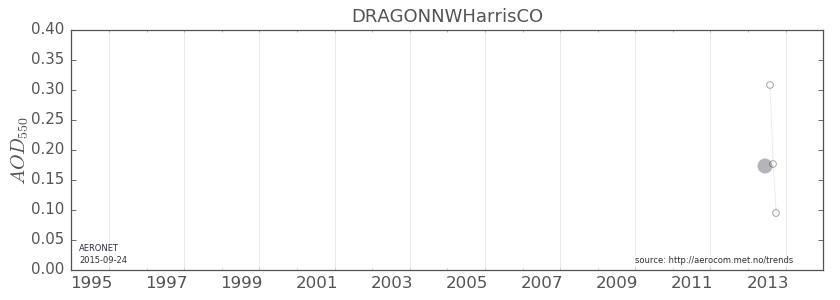 DRAGONNWHarrisCO
0.40
0.35
0.30
0.25
0.20
0.15
0.10
0.05
0.00
AOD550
AERONET
2015-09-24
source: http://aerocom.met.no/trends
1995 1997 1999 2001 2003 2005 2007 2009 2011 2013